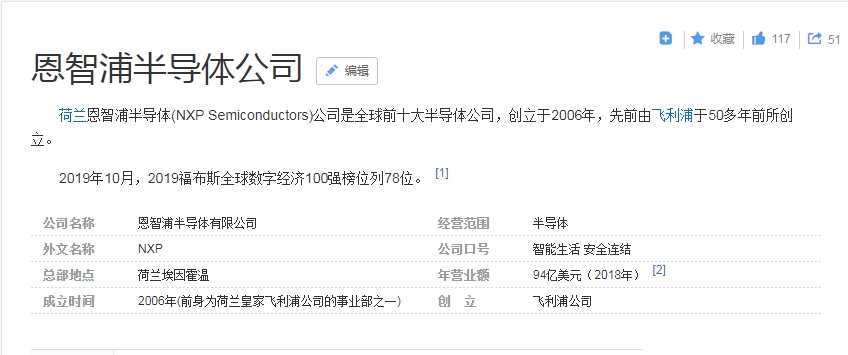 收藏 117 51
恩智浦半导体公司 编辑
荷兰恩智浦半导体(NXP Semiconductors)公司是全球前十大半导体公司，创立于2006年，先前由飞利浦于50多年前所创
立。
2019年10月，2019福布斯全球数字经济100强榜位列78位。 [1]
公司名称 恩智浦半导体有限公司 经营范围 半导体
外文名称 NXP 公司口号 智能生活 安全连结
总部地点 荷兰埃因霍温 年营业额 94亿美元（2018年） [2]
成立时间 2006年(前身为荷兰皇家飞利浦公司的事业部之一) 创 立 飞利浦公司